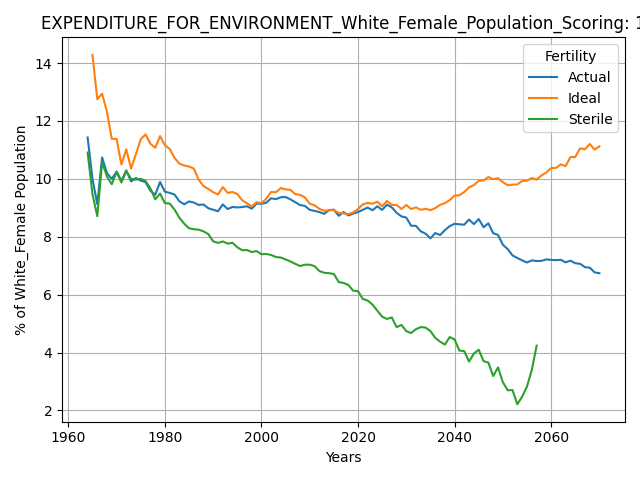 EXPENDITURE_FOR_ENVIRONMENT_White_Female_Population_Scoring: 1
Fertility
Actual
Ideal
Sterile
% of White_Female Population
14
12
10
8
6
4
2
1960 1980 2000 2020 2040 2060
Years